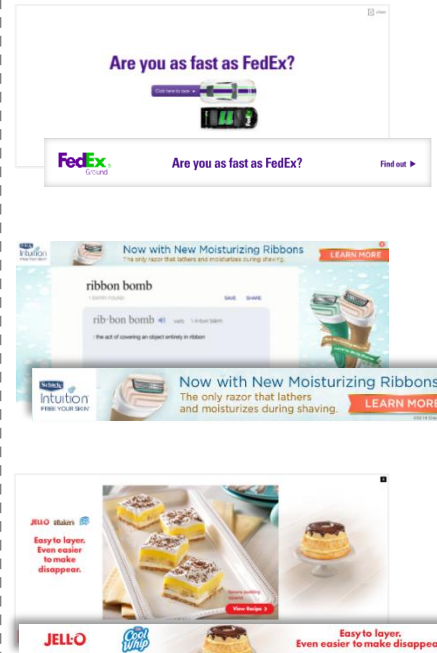 Are you as fast as FedEx?
Click here to race
FedEx
Ground
Are you as fast as FedEx?
Find out ▶
Schick
Intuition
Now with New Moisturizing Ribbons
The only razor that lathers and moisturizes during shaving.
LEARN MORE
ribbon bomb
SAVE SHARE
rib·bon bomb
: the act of covering an object entirely in ribbon
Schick
Intuition
FEEL YOUR SKIN
Now with New Moisturizing Ribbons
The only razor that lathers
and moisturizes during shaving.
LEARN MORE
JELL-O Baker's
Easy to layer.
Even easier
to make
disappear.
View Recipe
JELL-O
Cool
Whip
Easy to layer.
Even easier to make disappea